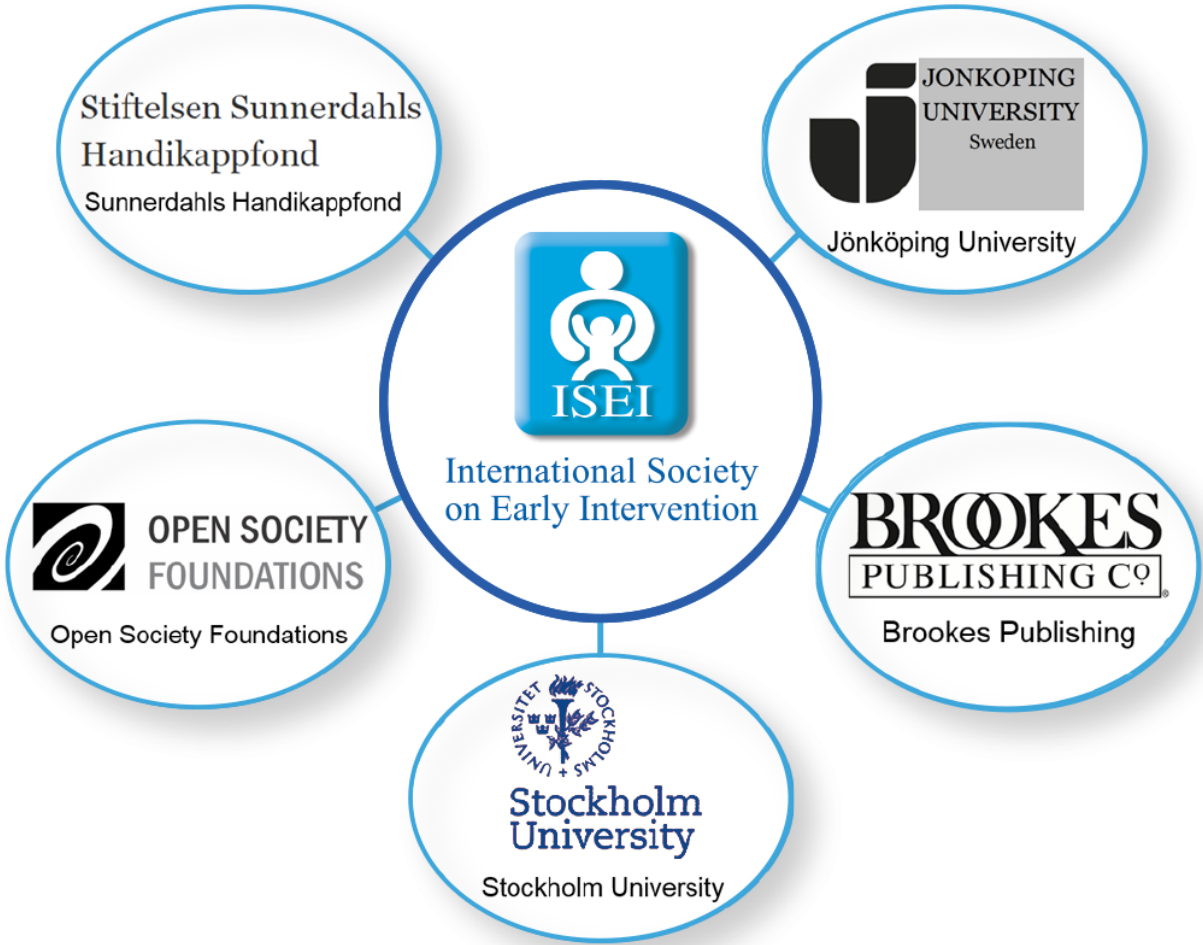 Stiftelsen Sunnerdahls
Handikappfond
Sunnerdahls Handikappfond
JONKOPING
UNIVERSITY
Sweden
Jönköping University
ISEI
International Society
on Early Intervention
OPEN SOCIETY
FOUNDATIONS
Open Society Foundations
BROOKES
PUBLISHING CO
®
Brookes Publishing
STOCKHOLMS UNIVERSITET +
Stockholm
University
Stockholm University